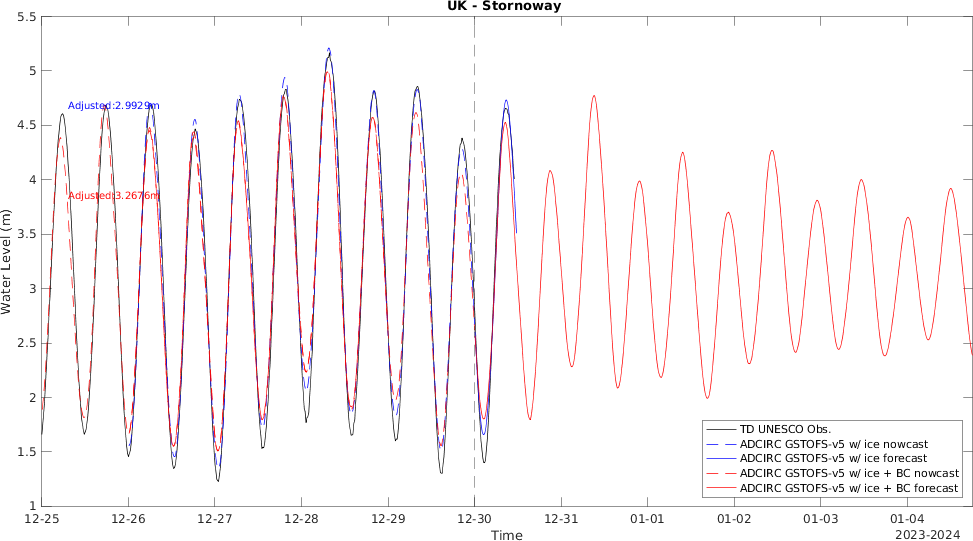 UK - Stornoway
5.5
5
4.5
4
3.5
3
2.5
2
1.5
1
Water Level (m)
Adjusted:2.9929m
Adjusted:3.2676m
TD UNESCO Obs.
ADCIRC GSTOFS-v5 w/ ice nowcast
ADCIRC GSTOFS-v5 w/ ice forecast
ADCIRC GSTOFS-v5 w/ ice + BC nowcast
ADCIRC GSTOFS-v5 w/ ice + BC forecast
12-25 12-26 12-27 12-28 12-29 12-30 12-31 01-01 01-02 01-03 01-04
Time
2023-2024